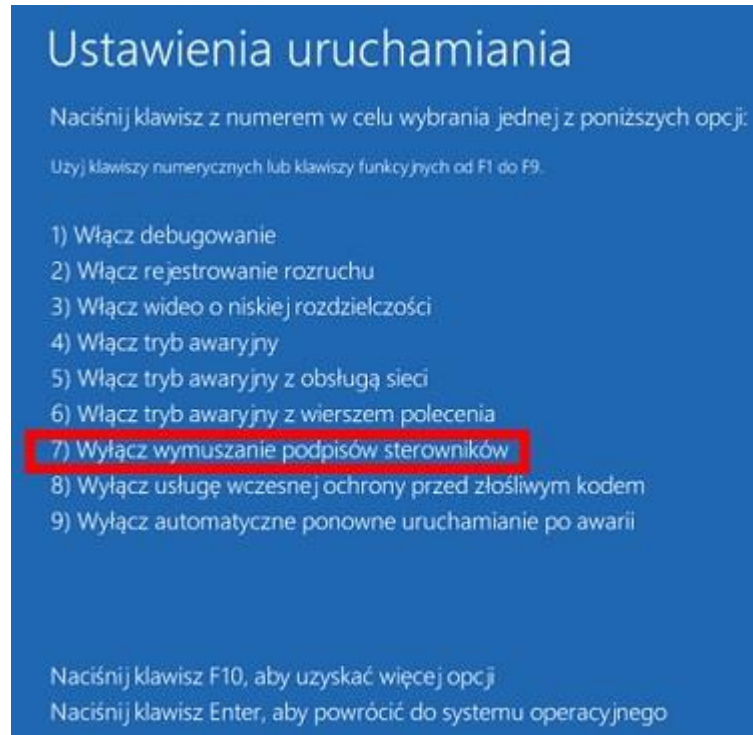 Ustawienia uruchamiania
Naciśnij klawisz z numerem w celu wybrania jednej z poniższych opcji:
Użyj klawiszy numerycznych lub klawiszy funkcyjnych od F1 do F9.
1) Włącz debugowanie
2) Włącz rejestrowanie rozruchu
3) Włącz wideo o niskiej rozdzielczości
4) Włącz tryb awaryjny
5) Włącz tryb awaryjny z obsługą sieci
6) Włącz tryb awaryjny z wierszem polecenia
7) Wyłącz wymuszanie podpisów sterowników
8) Wyłącz usługę wczesnej ochrony przed złośliwym kodem
9) Wyłącz automatyczne ponowne uruchamianie po awarii
Naciśnij klawisz F10, aby uzyskać więcej opcji
Naciśnij klawisz Enter, aby powrócić do systemu operacyjnego